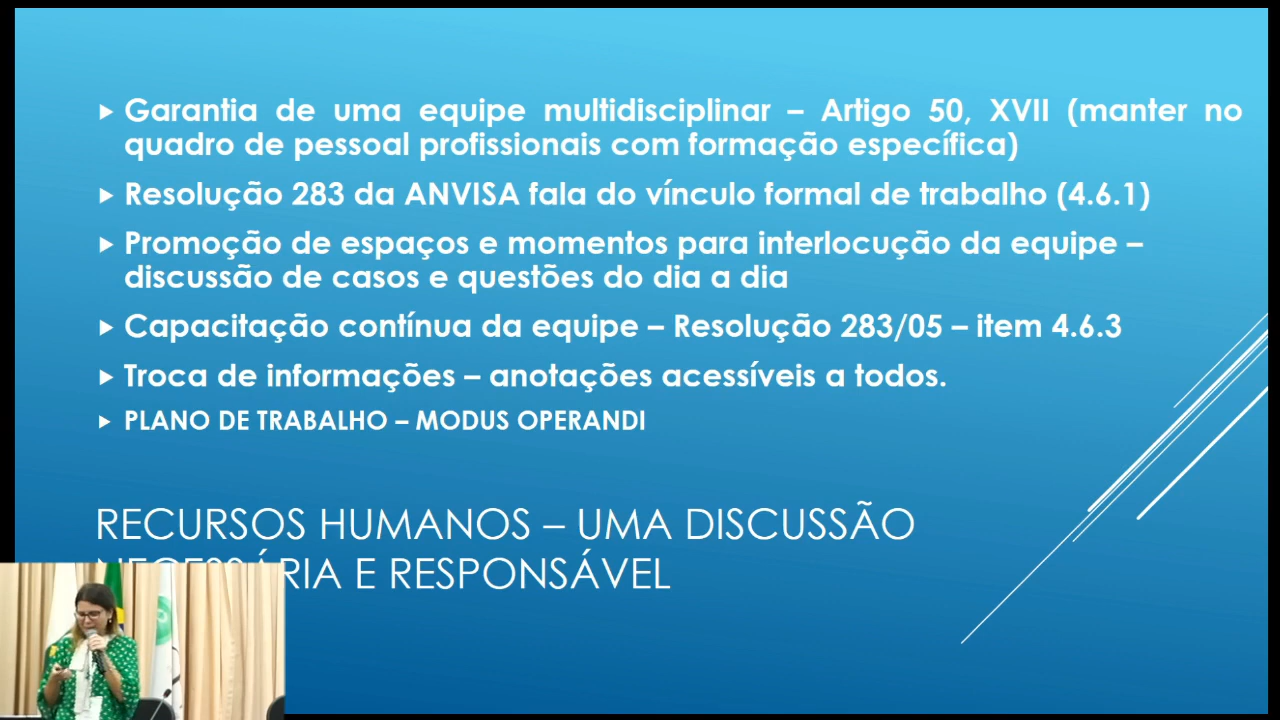 Garantia de uma equipe multidisciplinar – Artigo 50, XVII (manter no
quadro de pessoal profissionais com formação específica)
Resolução 283 da ANVISA fala do vínculo formal de trabalho (4.6.1)
Promoção de espaços e momentos para interlocução da equipe –
discussão de casos e questões do dia a dia
Capacitação contínua da equipe – Resolução 283/05 – item 4.6.3
Troca de informações – anotações acessíveis a todos.
PLANO DE TRABALHO – MODUS OPERANDI
RECURSOS HUMANOS – UMA DISCUSSÃO
NECESSÁRIA E RESPONSÁVEL